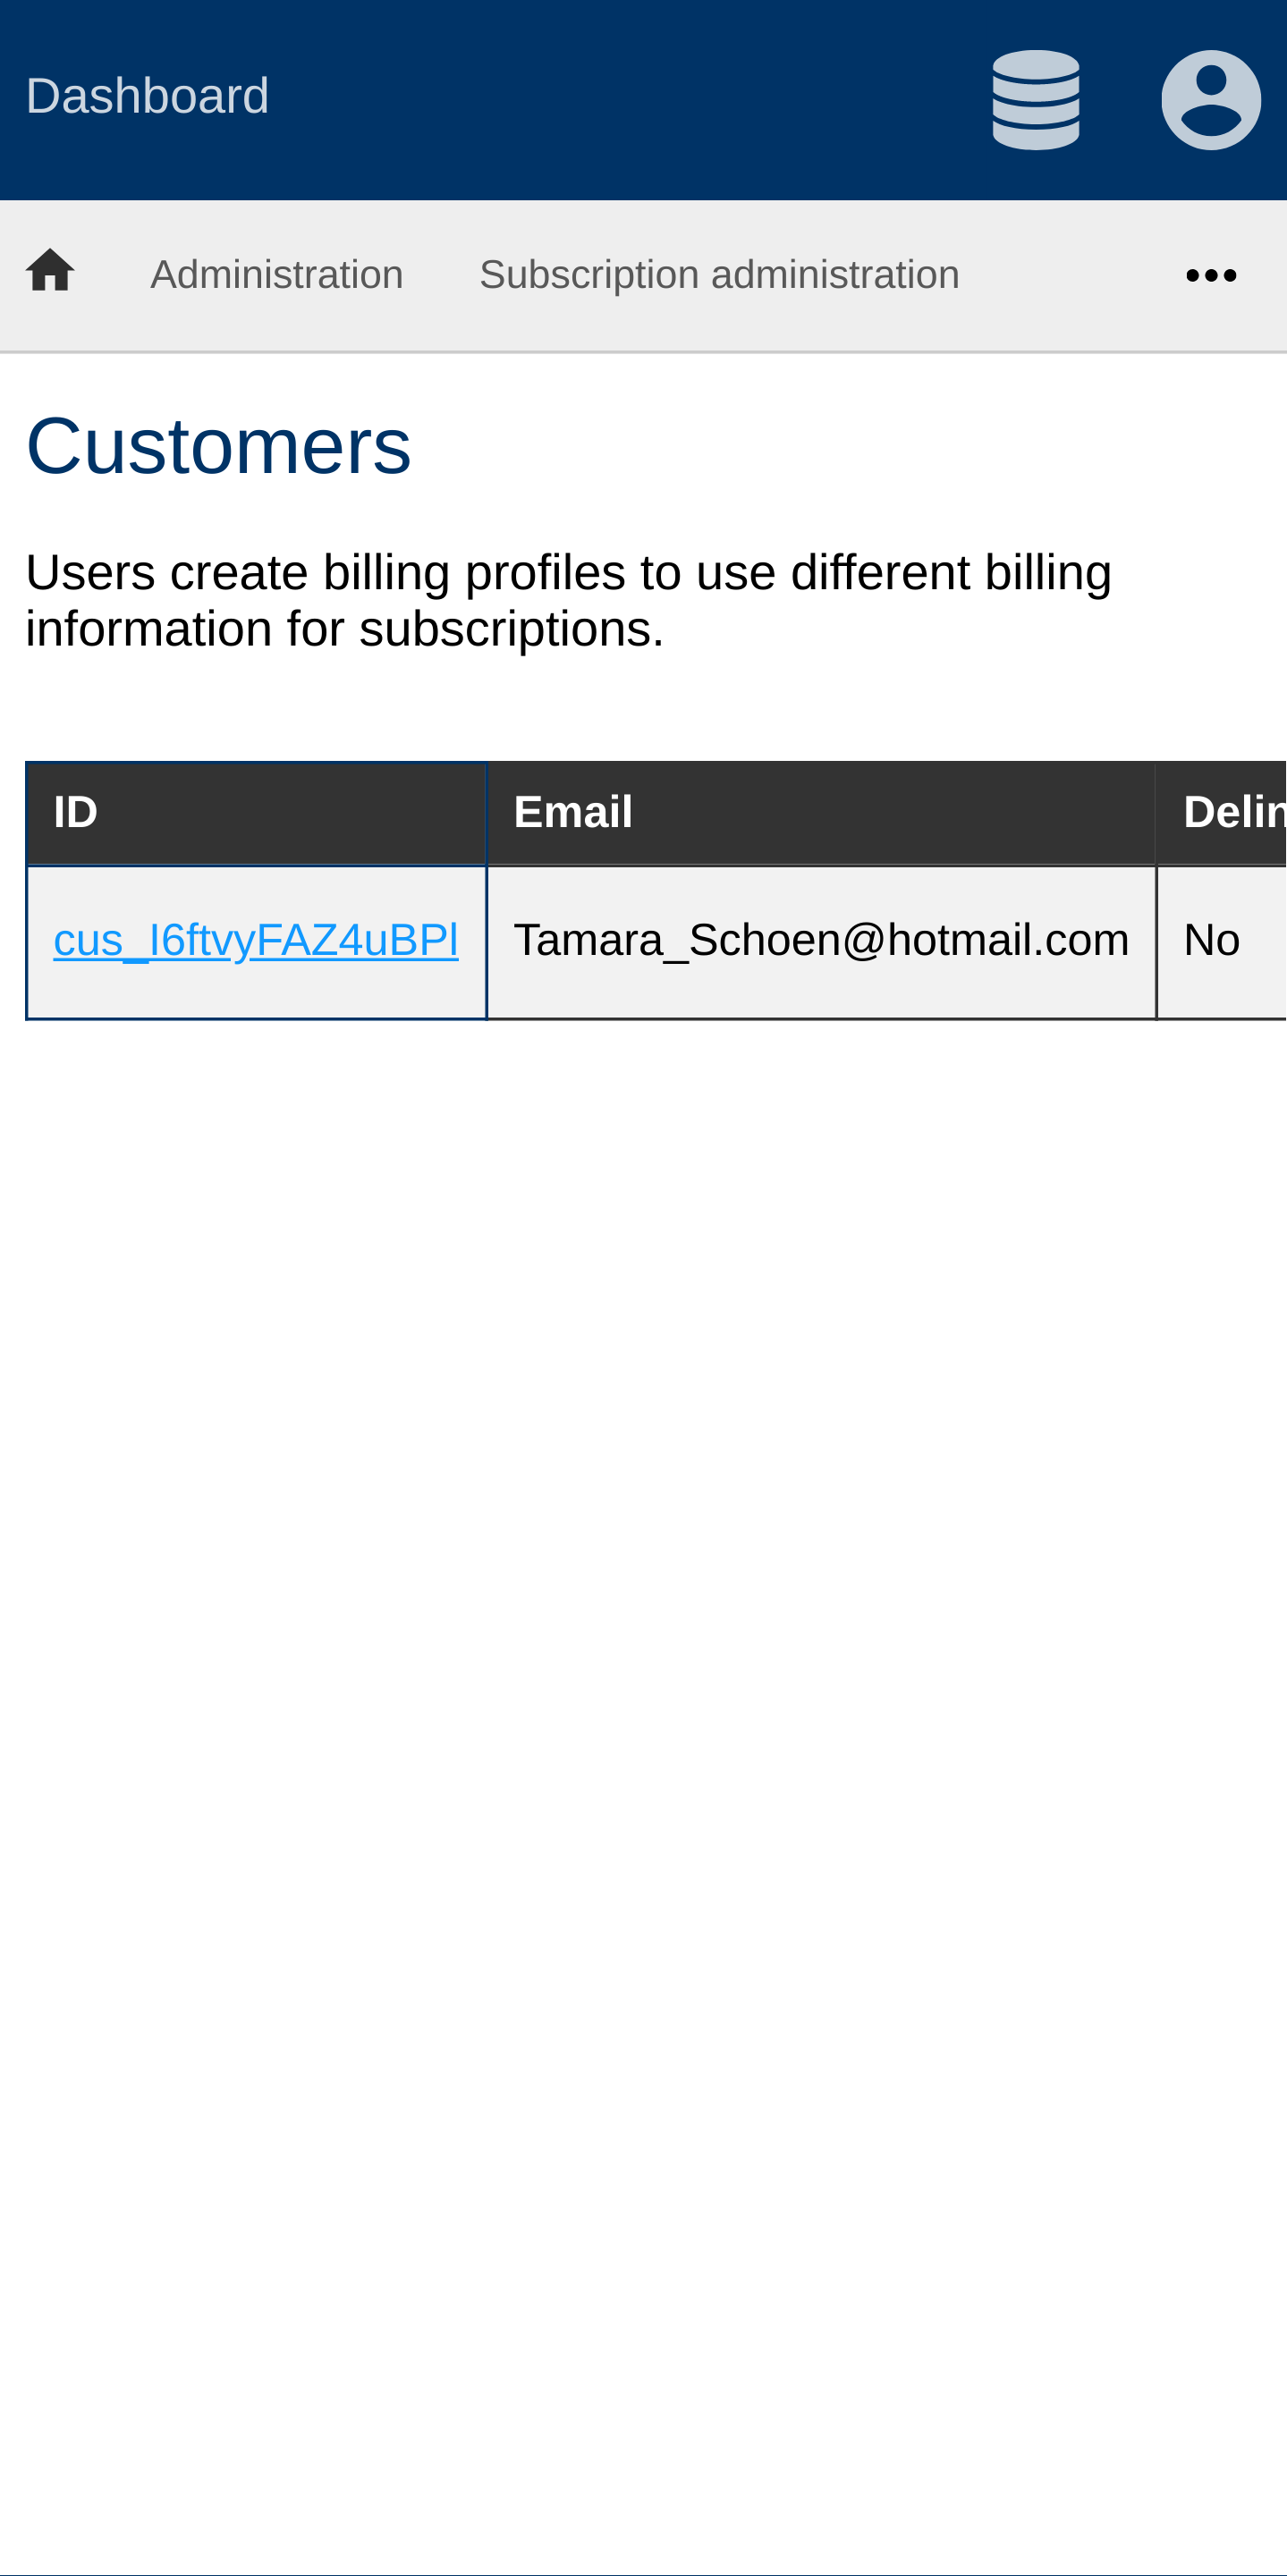 Dashboard
Administration Subscription administration
Customers
Users create billing profiles to use different billing
information for subscriptions.
ID Email
cus_I6ftvyFAZ4uBPl Tamara_Schoen@hotmail.com No